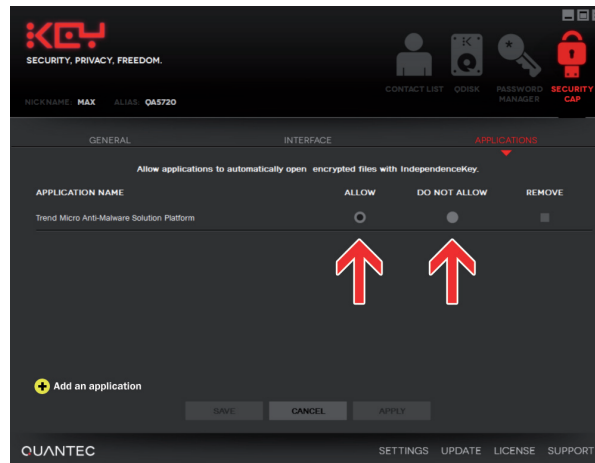 KEY
SECURITY, PRIVACY, FREEDOM.
NICKNAME: MAX ALIAS: QA5720
CONTACT LIST QDISK PASSWORD MANAGER SECURITY CAP
GENERAL INTERFACE APPLICATIONS
Allow applications to automatically open encrypted files with IndependenceKey.
APPLICATION NAME ALLOW DO NOT ALLOW REMOVE
Trend Micro Anti-Malware Solution Platform
Add an application
SAVE CANCEL APPLY
QUANTEC SETTINGS UPDATE LICENSE SUPPORT